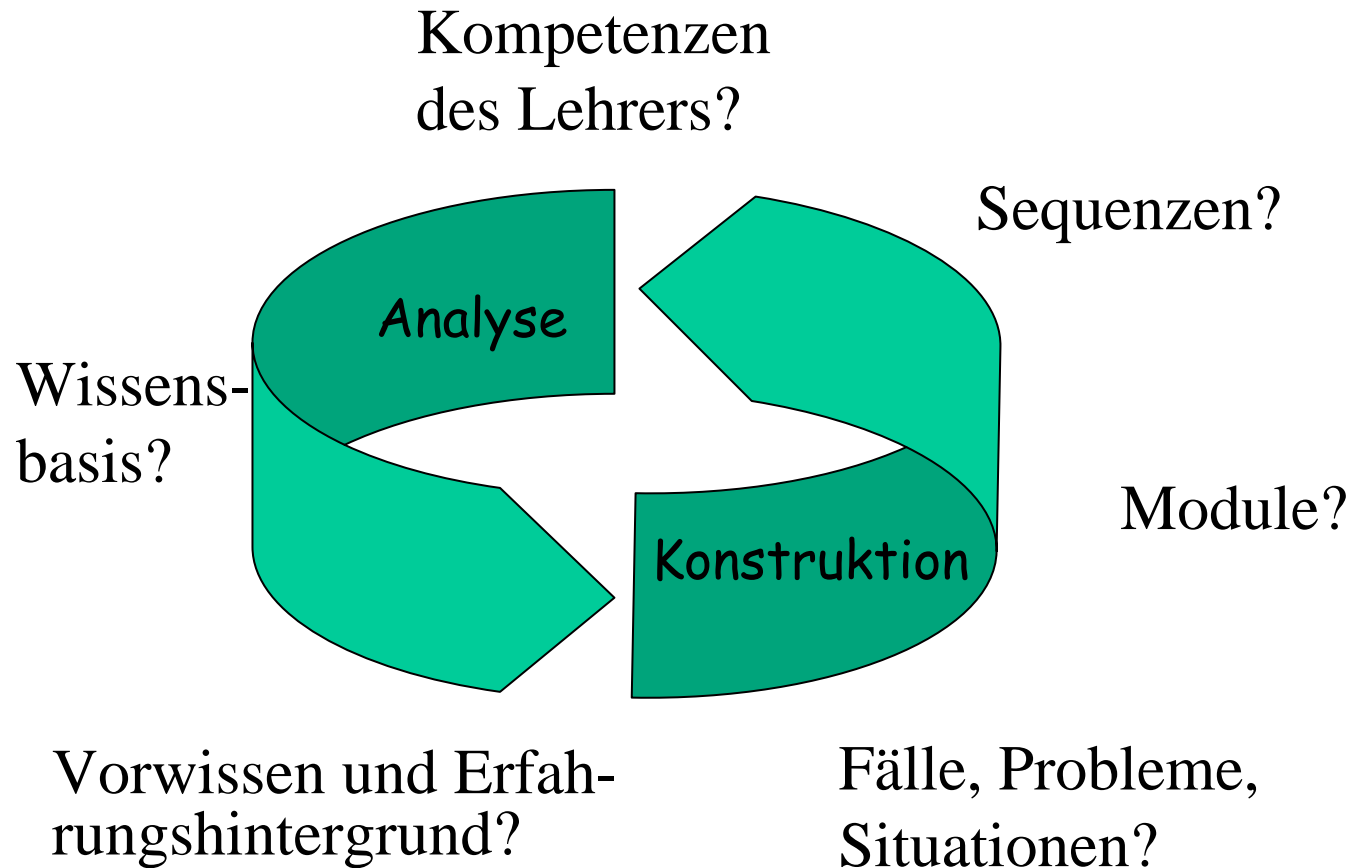 Kompetenzen
des Lehrers?
Sequenzen?
Analyse
Wissens-
basis?
Module?
Konstruktion
Vorwissen und Erfah-
rungshintergrund?
Fälle, Probleme,
Situationen?